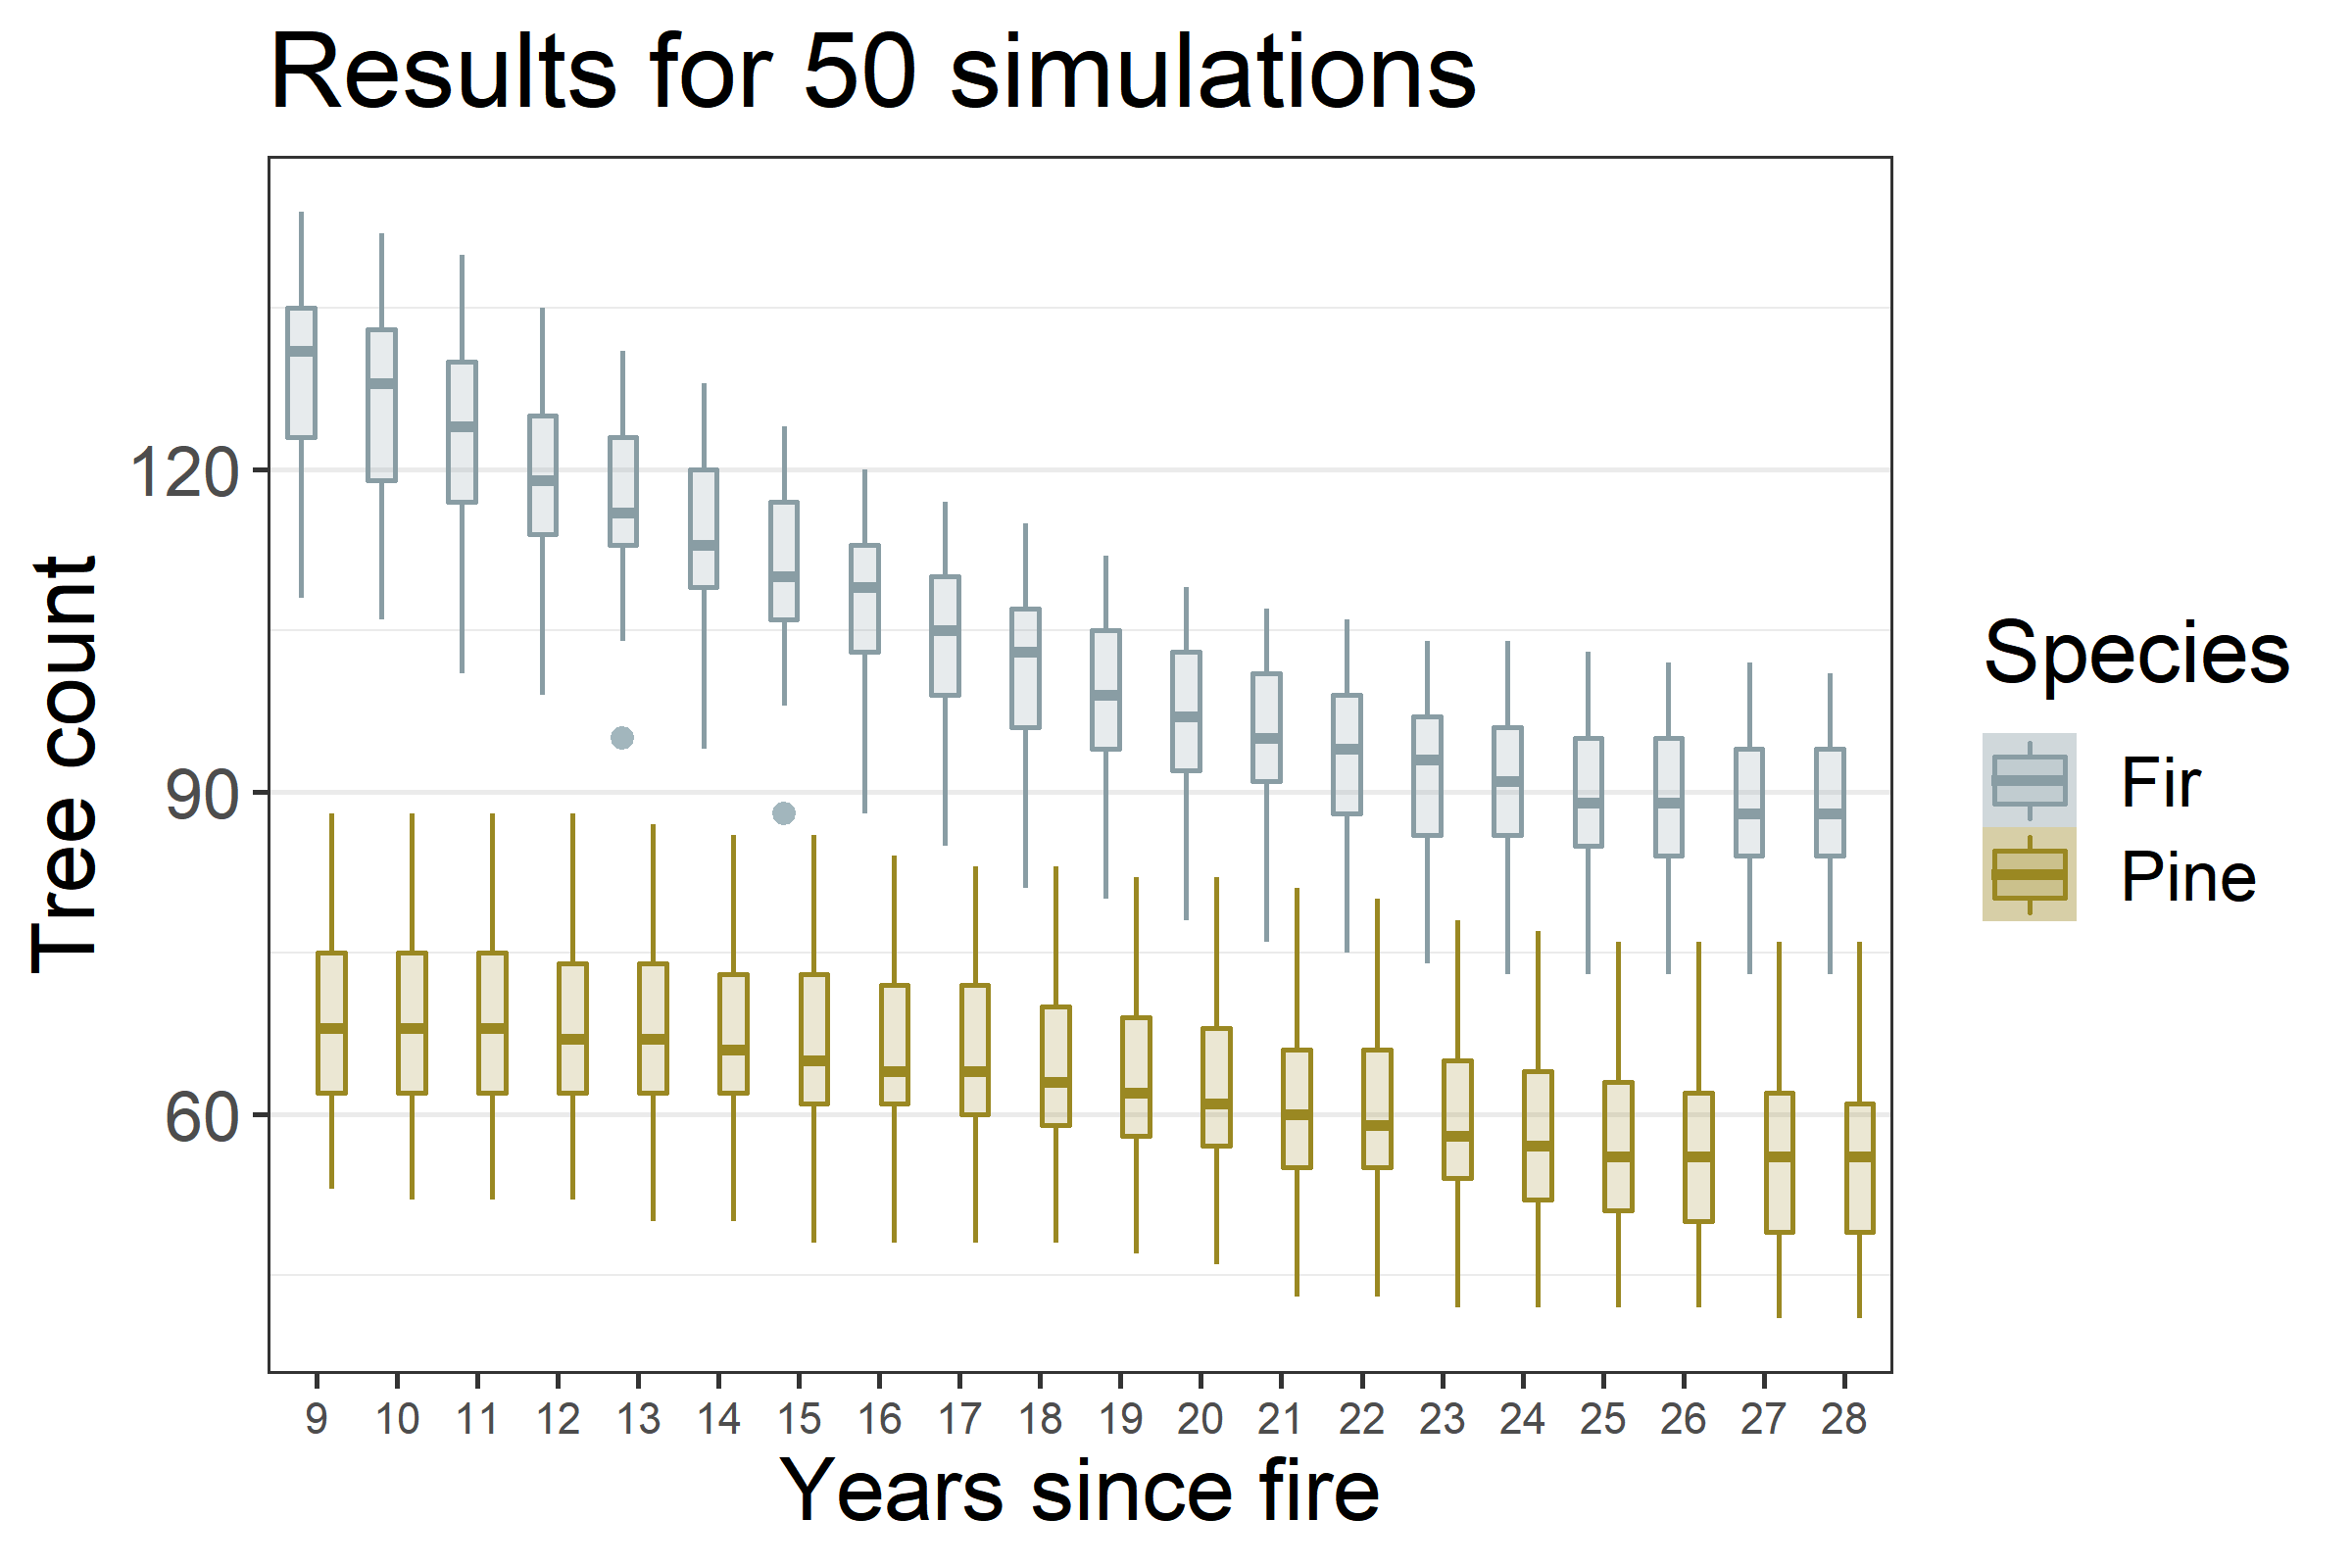 Results for 50 simulations
Tree count
120
90
60
9 10 11 12 13 14 15 16 17 18 19 20 21 22 23 24 25 26 27 28
Years since fire
Species
Fir
Pine